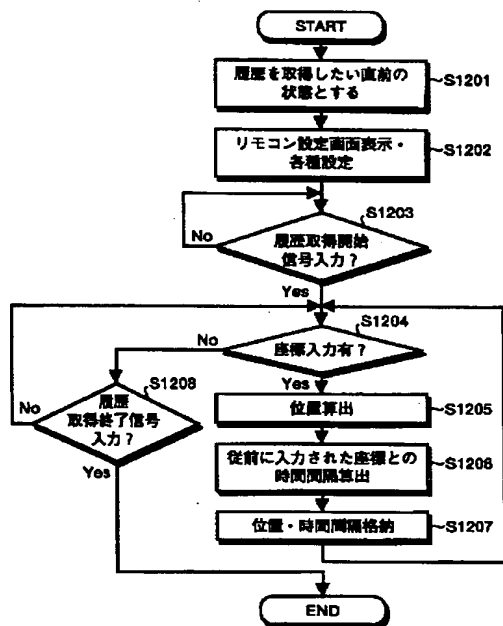 START
履歴を取得したい直前の
状態とする
S1201
リモコン設定画面表示・
各種設定
S1202
S1203
履歴取得開始
信号入力？
No
Yes
S1204
座標入力有？
No
Yes
S1208
履歴
取得終了信号
入力？
No
Yes
位置算出
S1205
従前に入力された座標との
時間間隔算出
S1206
位置・時間間隔格納
S1207
END